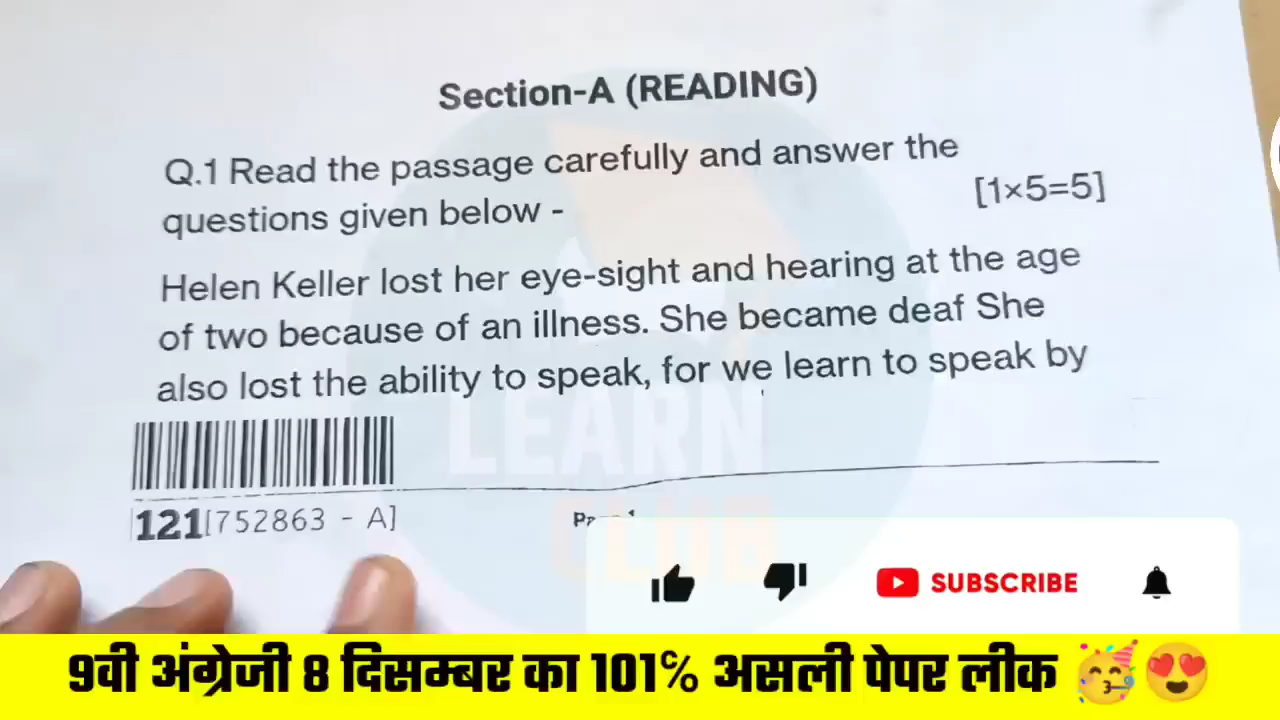 Section-A (READING)
Q.1 Read the passage carefully and answer the
questions given below -
[1×5=5]
Helen Keller lost her eye-sight and hearing at the age
of two because of an illness. She became deaf She
also lost the ability to speak, for we learn to speak by
LEARN
CLUB
121[752863 - A]
SUBSCRIBE
9वी अंग्रेजी 8 दिसम्बर का 101% असली पेपर लीक 🥳😍